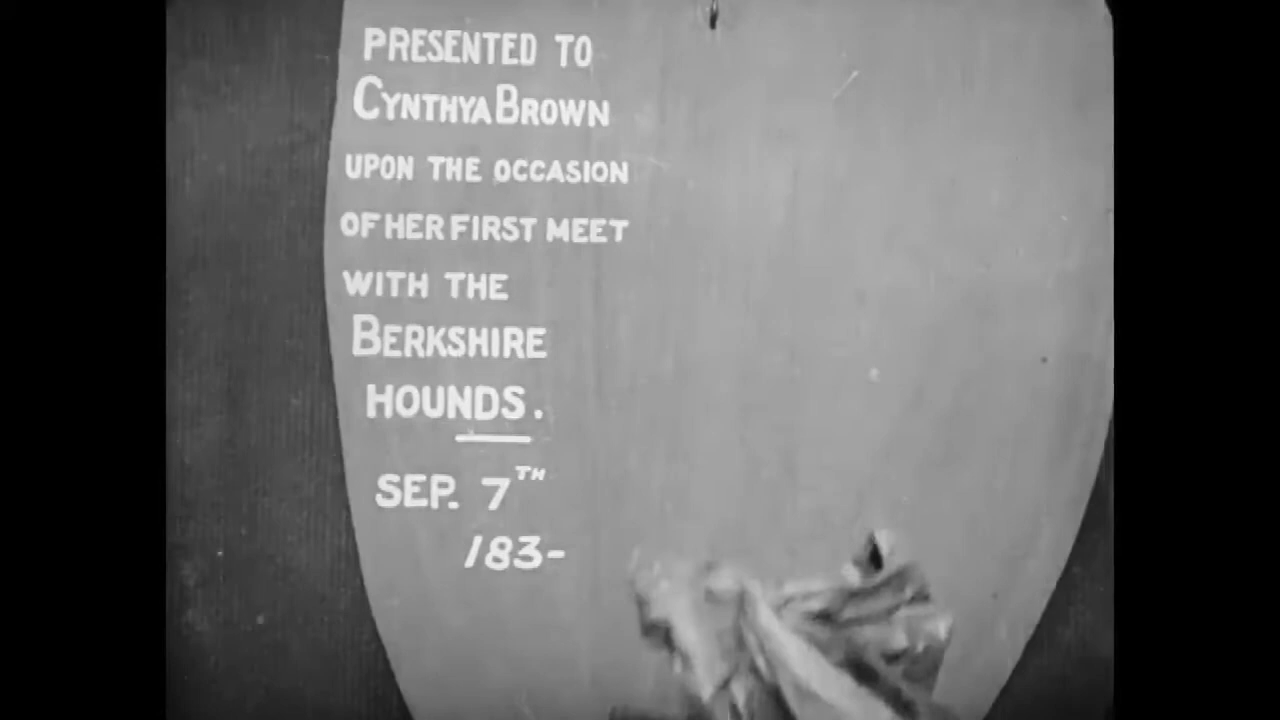 PRESENTED TO
CYNTHYA BROWN
UPON THE OCCASION
OF HER FIRST MEET
WITH THE
BERKSHIRE
HOUNDS.
SEP. 7TH
183-